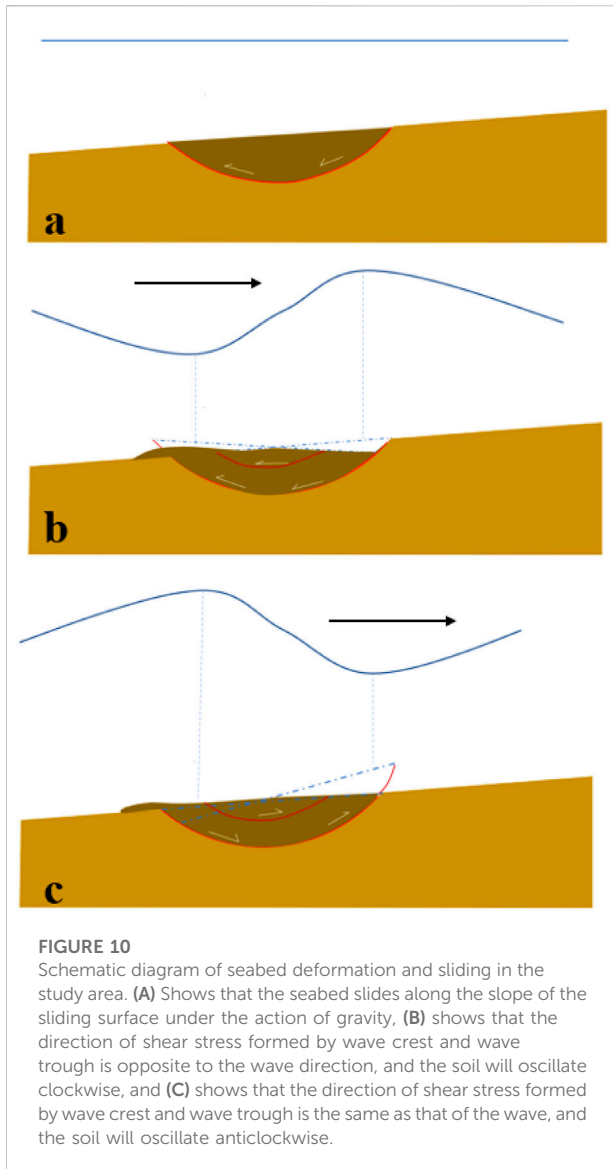 a
b
c
FIGURE 10
Schematic diagram of seabed deformation and sliding in the
study area. (A) Shows that the seabed slides along the slope of the
sliding surface under the action of gravity, (B) shows that the
direction of shear stress formed by wave crest and wave
trough is opposite to the wave direction, and the soil will oscillate
clockwise, and (C) shows that the direction of shear stress formed
by wave crest and wave trough is the same as that of the wave, and
the soil will oscillate anticlockwise.